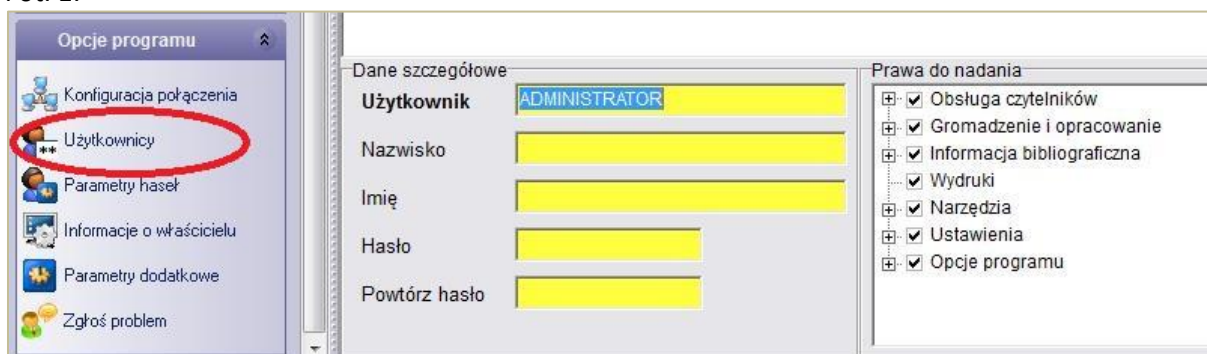 Opcje programu
Konfiguracja połączenia
Użytkownicy
Parametry haseł
Informacje o właścicielu
Parametry dodatkowe
Zgłoś problem
Dane szczegółowe
Użytkownik ADMINISTRATOR
Nazwisko
Imię
Hasło
Powtórz hasło
Prawa do nadania
Obsługa czytelników
Gromadzenie i opracowanie
Informacja bibliograficzna
Wydruki
Narzędzia
Ustawienia
Opcje programu